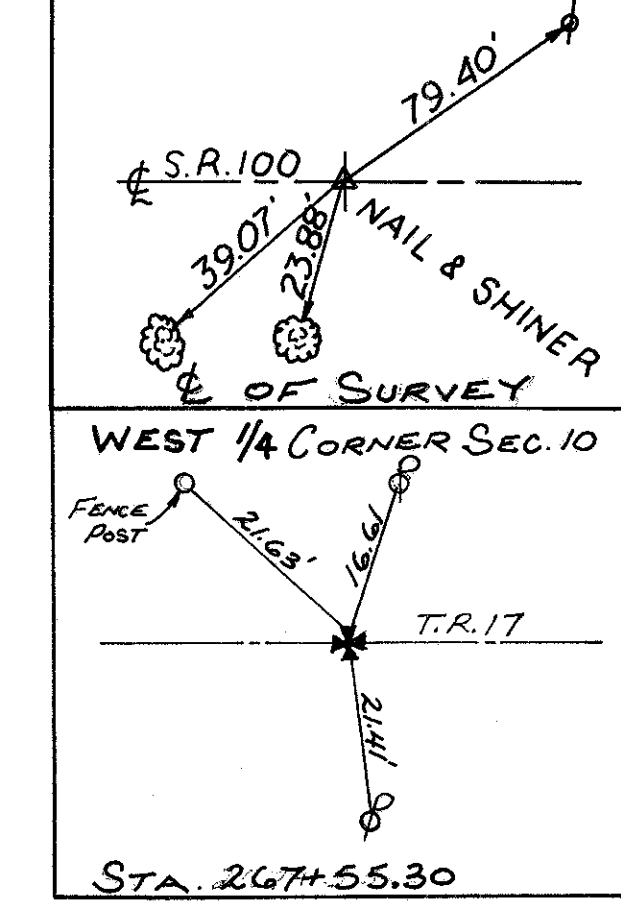 79.40'
℄ S.R.100
39.07'
23.88'
NAIL & SHINER
℄ OF SURVEY
WEST 1/4 CORNER SEC. 10
FENCE
POST
21.63'
16.61
T.R.17
21.41'
STA. 267+55.30